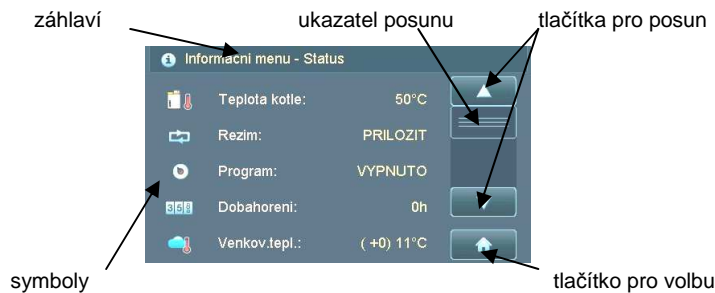 záhlaví ukazatel posunu tlačítka pro posun
Informacni menu - Status
Teplota kotle: 50°C
Rezim: PRILOZIT
Program: VYPNUTO
Dobahoreni: 0h
Venkov.tepl.: ( +0) 11°C
symboly tlačítko pro volbu